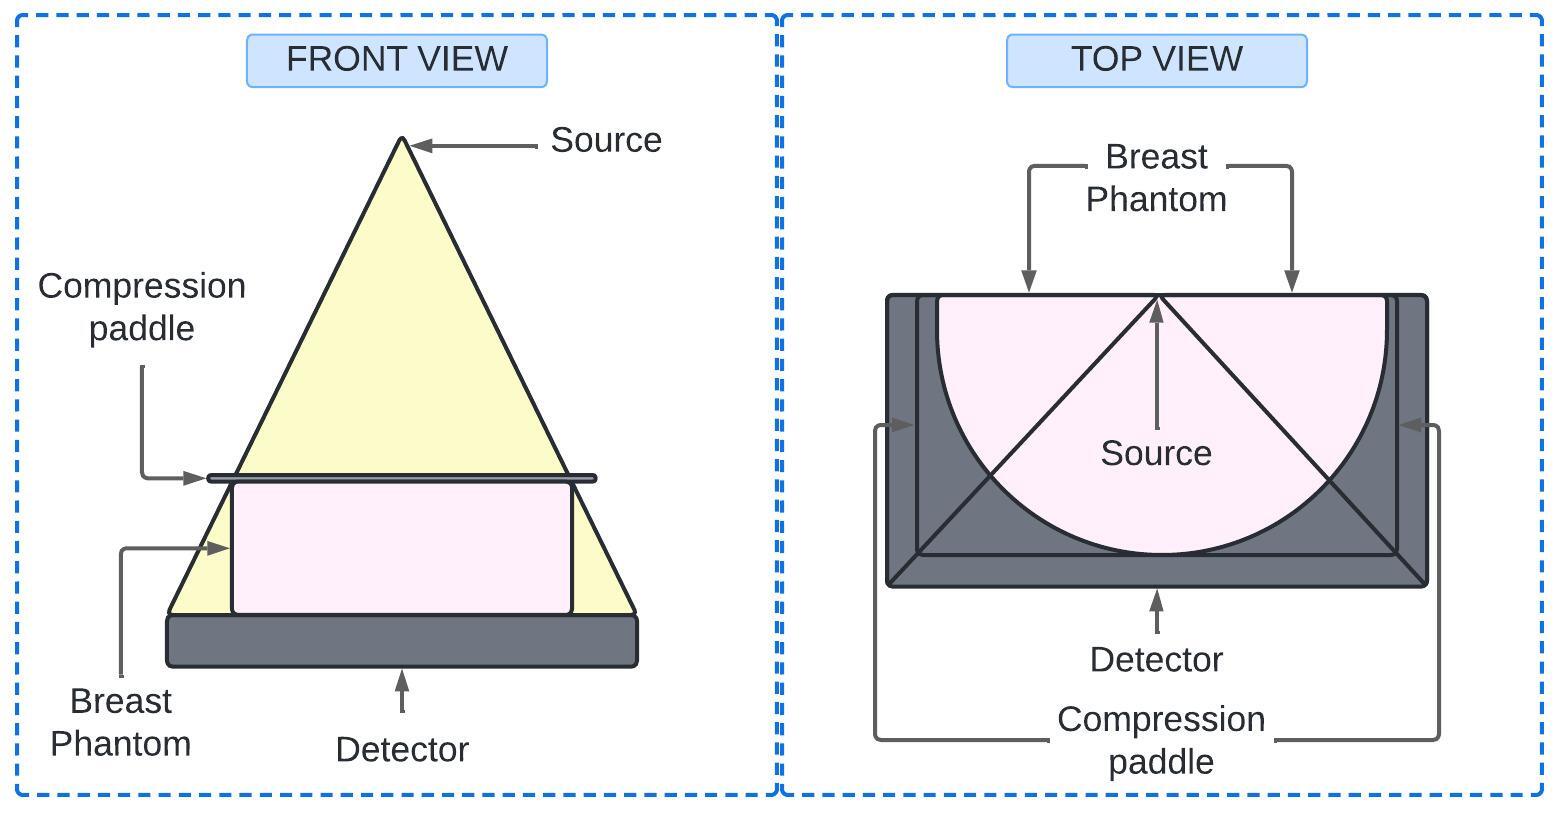 FRONT VIEW
Source
Compression
paddle
Breast
Phantom
Detector
TOP VIEW
Breast
Phantom
Source
Detector
Compression
paddle